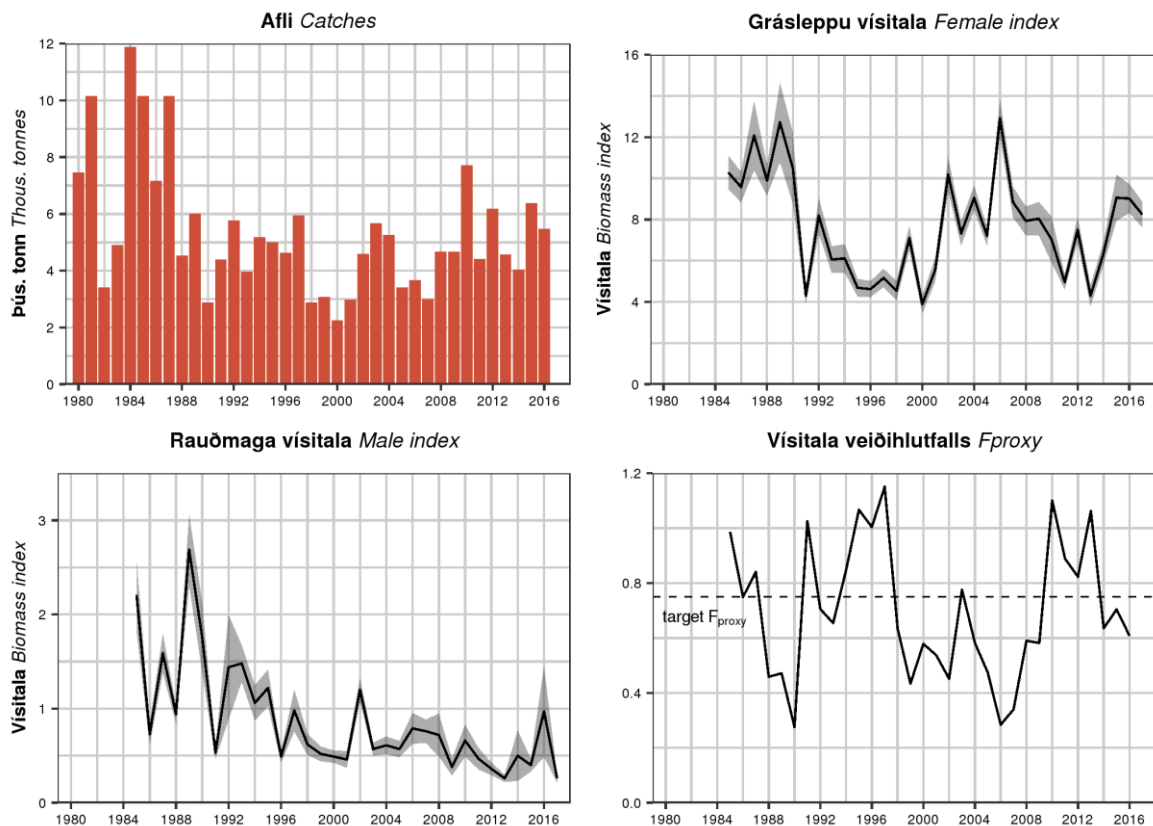 Afli Catches
Þús. tonn Thous. tonnes
12
10
8
6
4
2
0
1980 1984 1988 1992 1996 2000 2004 2008 2012 2016
Grásleppu vísitala Female index
Vísitala Biomass index
16
12
8
4
0
1980 1984 1988 1992 1996 2000 2004 2008 2012 2016
Rauðmaga vísitala Male index
Vísitala Biomass index
3
2
1
0
1980 1984 1988 1992 1996 2000 2004 2008 2012 2016
Vísitala veiðihlutfalls Fproxy
1.2
0.8
target Fproxy
0.4
0.0
1980 1984 1988 1992 1996 2000 2004 2008 2012 2016